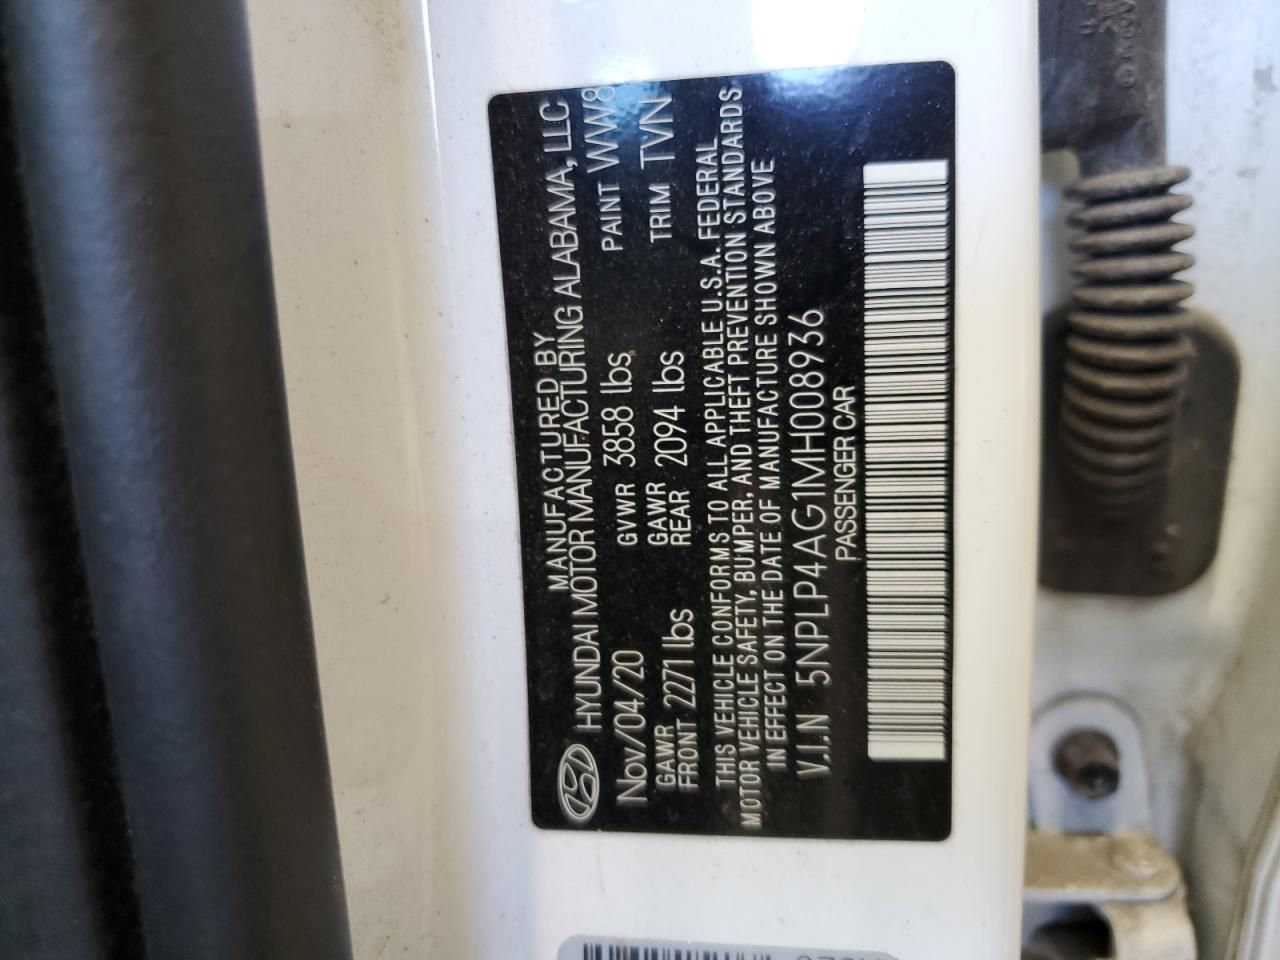 MANUFACTURED BY
HYUNDAI MOTOR MANUFACTURING ALABAMA, LLC
Nov/04/20 GVWR 3858 lbs PAINT WW8
GAWR FRONT 2271 lbs GAWR REAR 2094 lbs TRIM TVN
THIS VEHICLE CONFORMS TO ALL APPLICABLE U.S.A. FEDERAL
MOTOR VEHICLE SAFETY, BUMPER, AND THEFT PREVENTION STANDARDS
IN EFFECT ON THE DATE OF MANUFACTURE SHOWN ABOVE
V.I.N 5NPLP4AG1MH008936
PASSENGER CAR